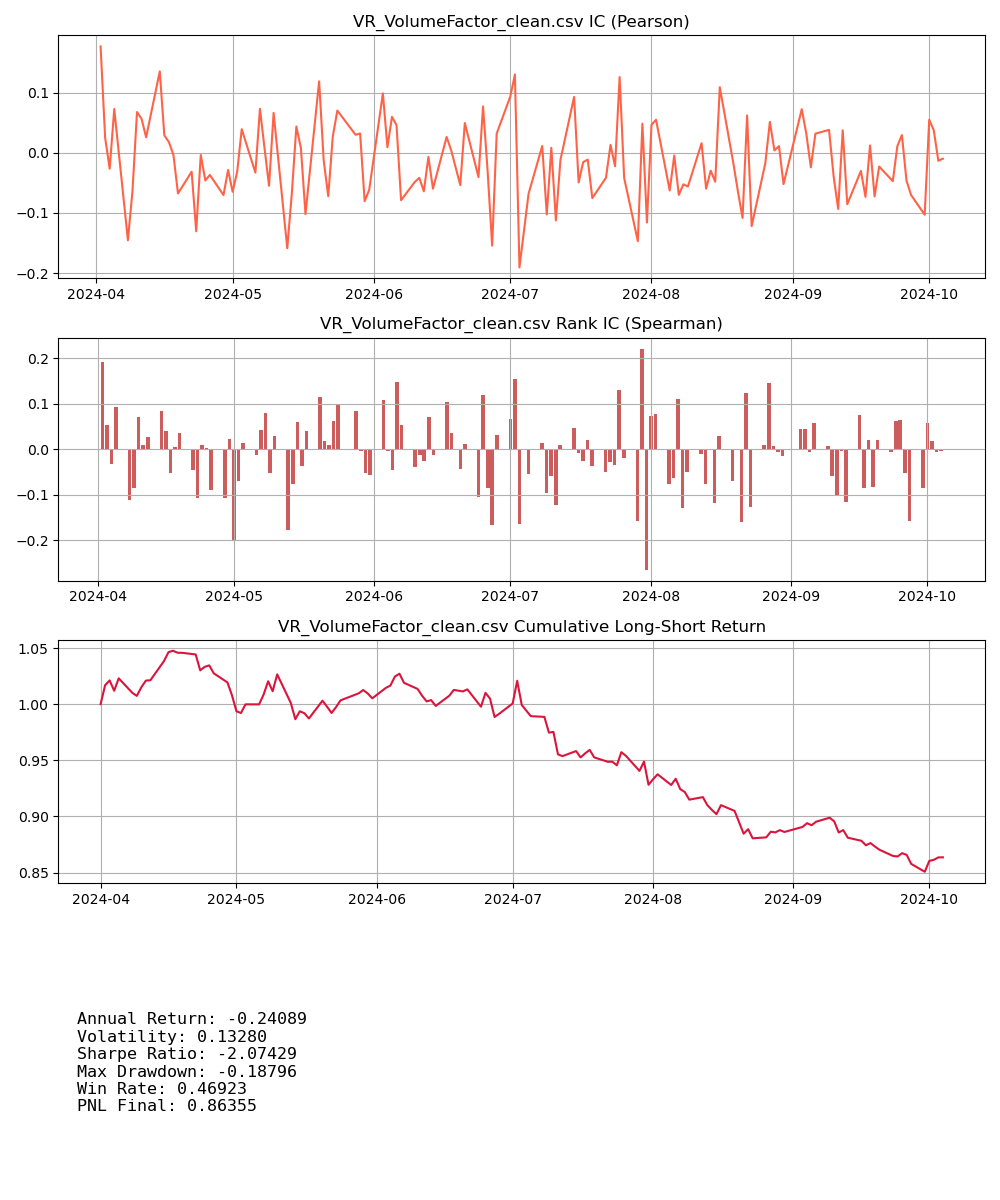 VR_VolumeFactor_clean.csv IC (Pearson)
0.1
0.0
−0.1
−0.2
2024-04 2024-05 2024-06 2024-07 2024-08 2024-09 2024-10
VR_VolumeFactor_clean.csv Rank IC (Spearman)
0.2
0.1
0.0
−0.1
−0.2
2024-04 2024-05 2024-06 2024-07 2024-08 2024-09 2024-10
VR_VolumeFactor_clean.csv Cumulative Long-Short Return
1.05
1.00
0.95
0.90
0.85
2024-04 2024-05 2024-06 2024-07 2024-08 2024-09 2024-10
Annual Return: -0.24089
Volatility: 0.13280
Sharpe Ratio: -2.07429
Max Drawdown: -0.18796
Win Rate: 0.46923
PNL Final: 0.86355